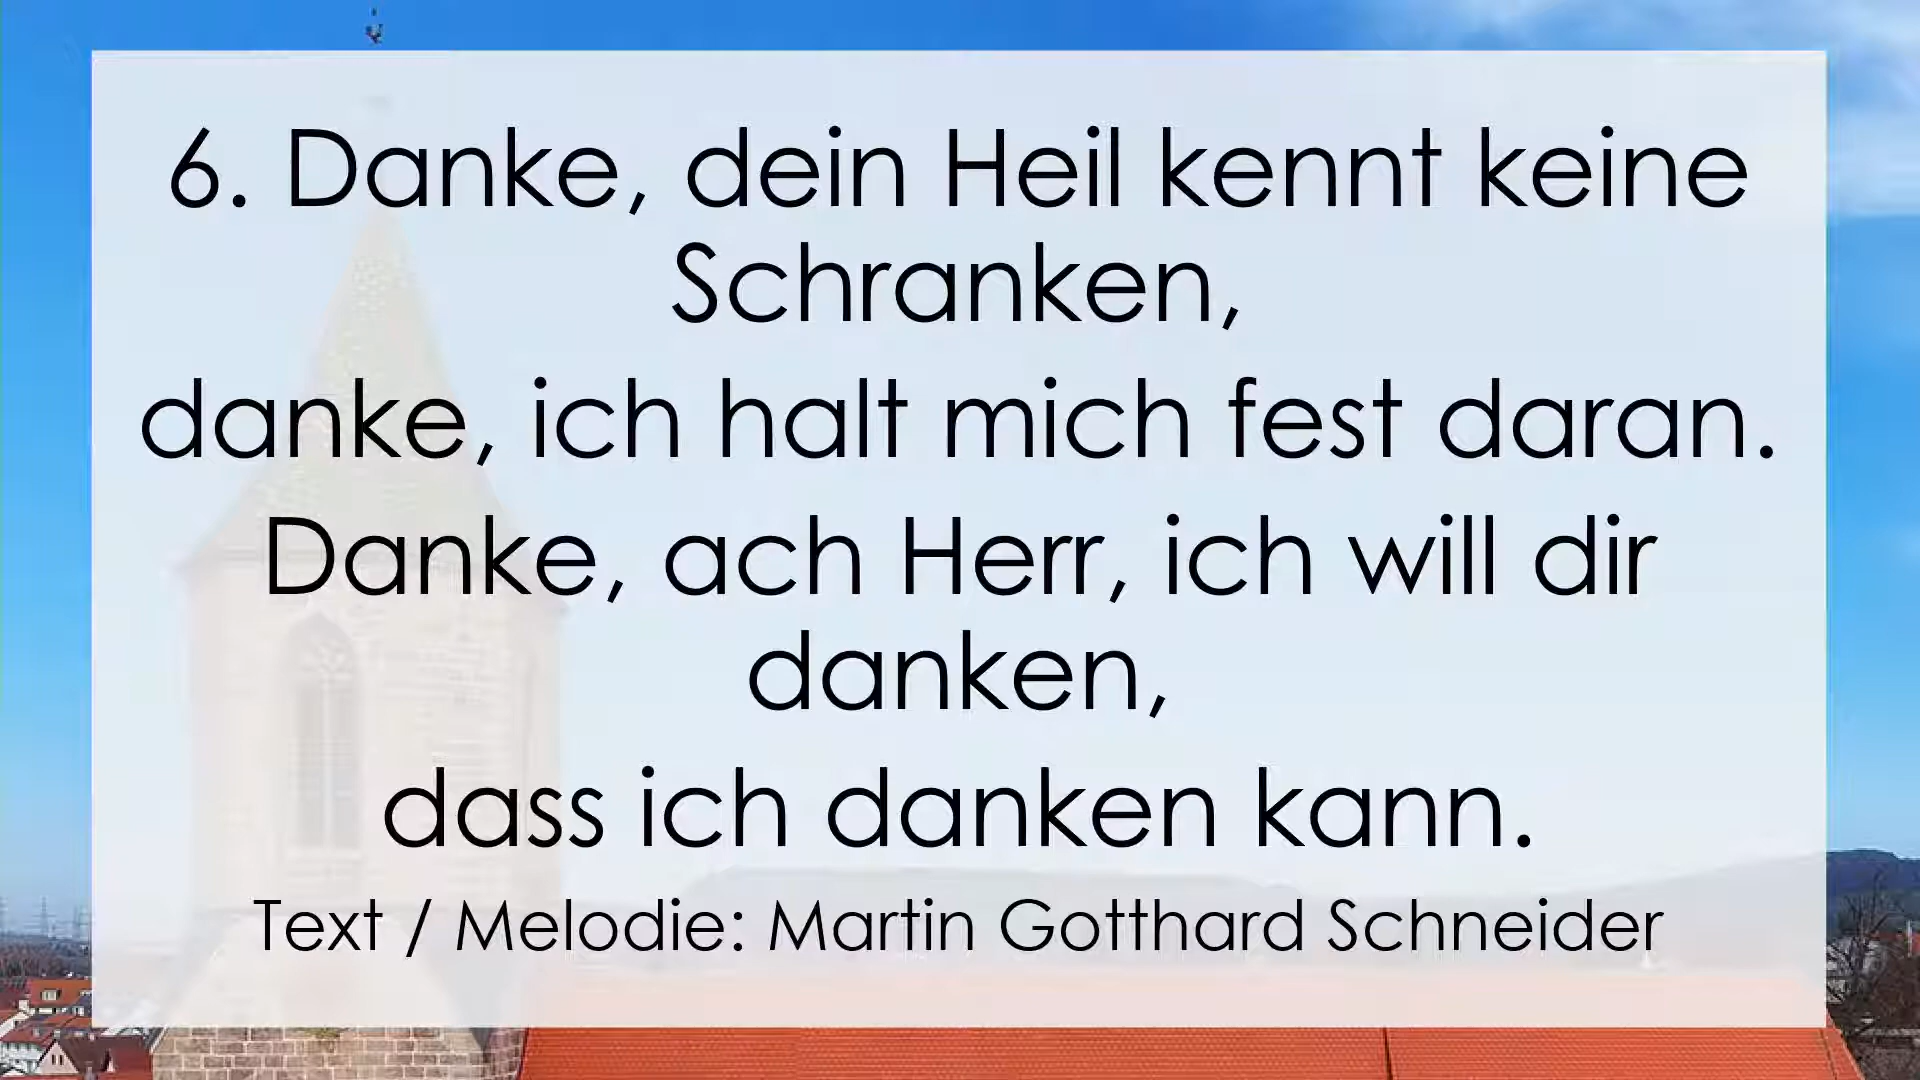 6. Danke, dein Heil kennt keine
Schranken,
danke, ich halt mich fest daran.
Danke, ach Herr, ich will dir
danken,
dass ich danken kann.
Text / Melodie: Martin Gotthard Schneider